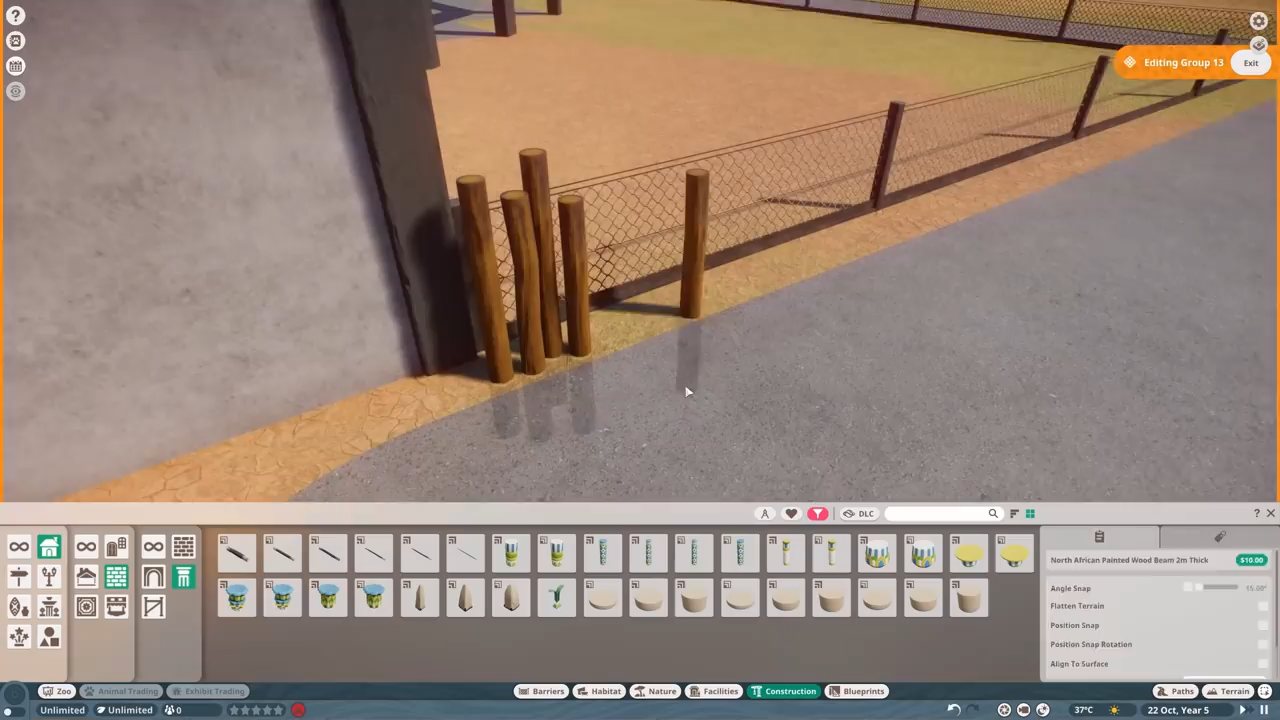 ?
Editing Group 13 Exit
DLC
? ×
North African Painted Wood Beam 2m Thick $10.00
Angle Snap 15.00°
Flatten Terrain
Position Snap
Position Snap Rotation
Align To Surface
Zoo Animal Trading Exhibit Trading Barriers Habitat Nature Facilities Construction Blueprints Paths Terrain
Unlimited Unlimited 0 37°C 22 Oct, Year 5